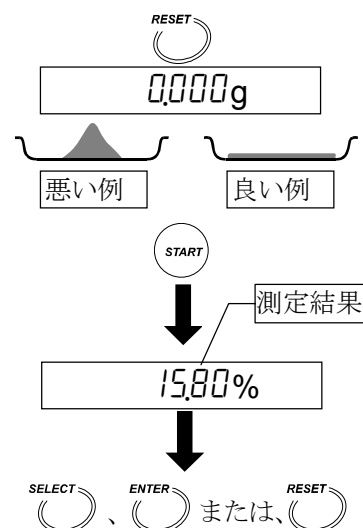 RESET
0.000g
悪い例 良い例
START
測定結果
15.80%
SELECT 、 ENTER または、 RESET